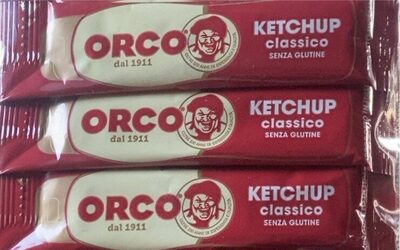 ORCO®
dal 1911
KETCHUP
classico
SENZA GLUTINE
ORCO®
dal 1911
KETCHUP
classico
SENZA GLUTINE
ORCO®
dal 1911
KETCHUP
classico
SENZA GLUTINE